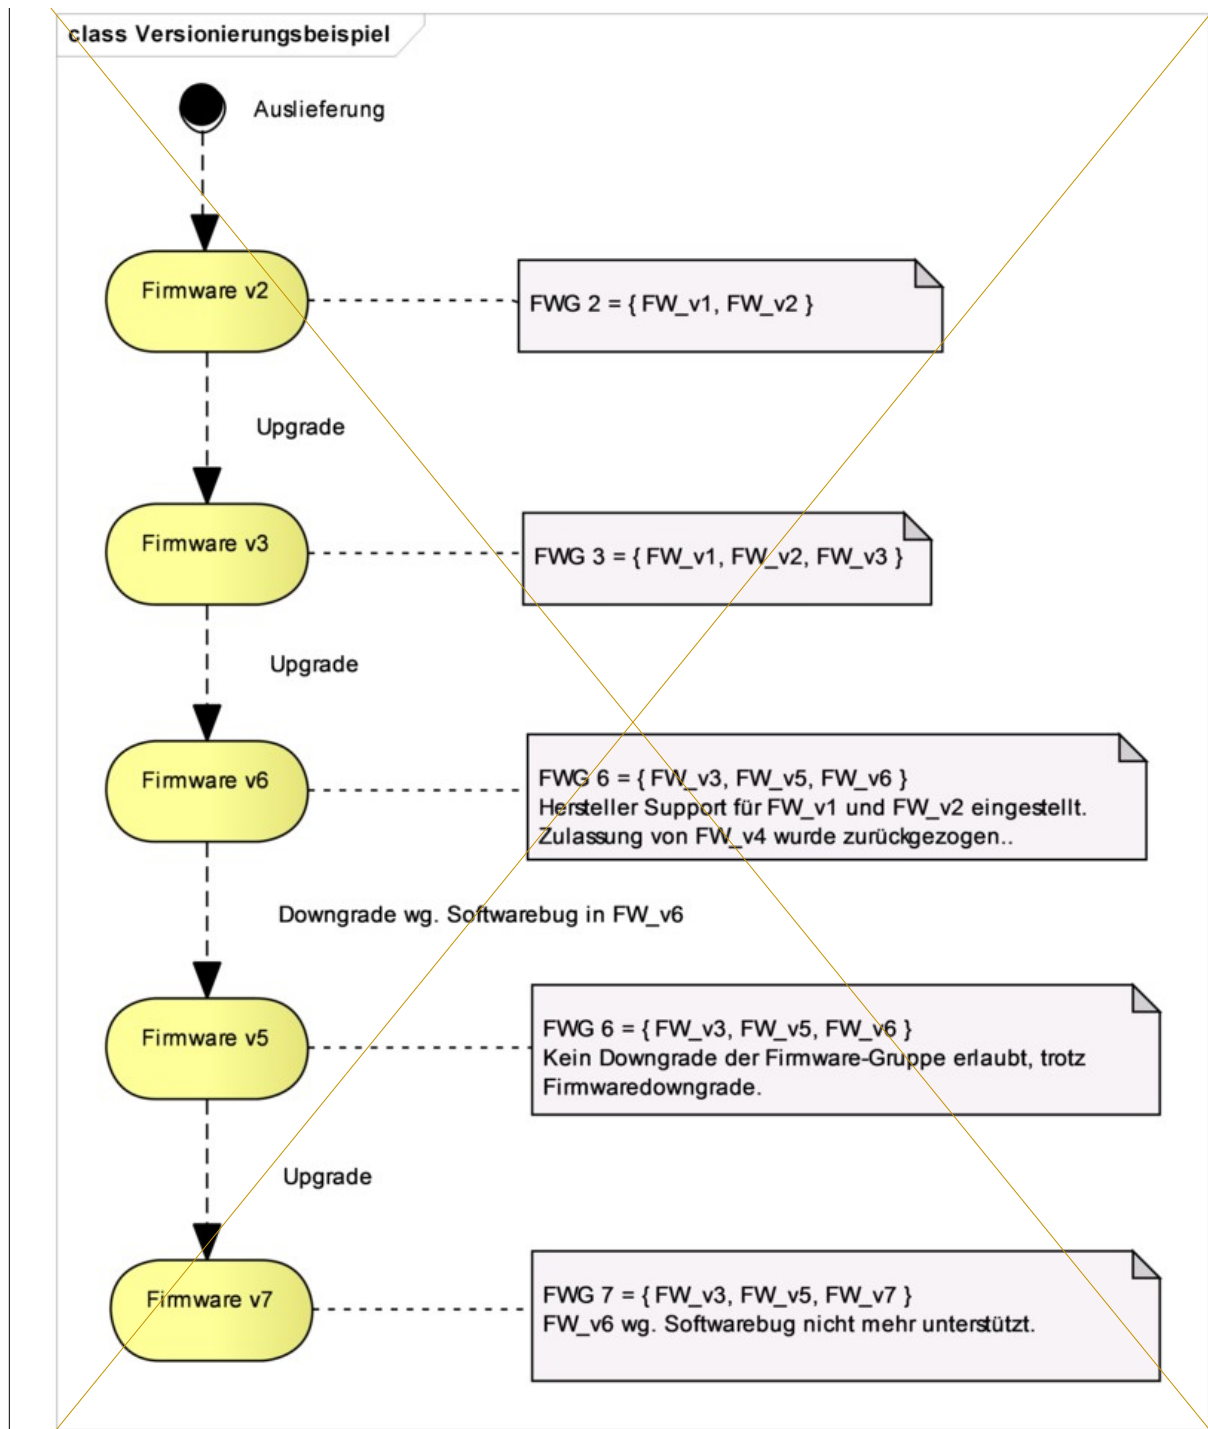 class Versionierungsbeispiel
Auslieferung
Firmware v2
FWG 2 = { FW_v1, FW_v2 }
Upgrade
Firmware v3
FWG 3 = { FW_v1, FW_v2, FW_v3 }
Upgrade
Firmware v6
FWG 6 = { FW_v3, FW_v5, FW_v6 }
Hersteller Support für FW_v1 und FW_v2 eingestellt.
Zulassung von FW_v4 wurde zurückgezogen..
Downgrade wg. Softwarebug in FW_v6
Firmware v5
FWG 6 = { FW_v3, FW_v5, FW_v6 }
Kein Downgrade der Firmware-Gruppe erlaubt, trotz
Firmwaredowngrade.
Upgrade
Firmware v7
FWG 7 = { FW_v3, FW_v5, FW_v7 }
FW_v6 wg. Softwarebug nicht mehr unterstützt.